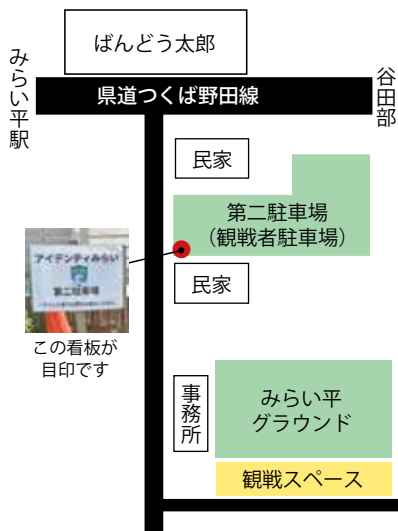 ばんどう太郎
みらい平駅
県道つくば野田線
谷田部
民家
第二駐車場
（観戦者駐車場）
アイデンティみらい
第二駐車場
民家
この看板が
目印です
事務所
みらい平
グラウンド
観戦スペース